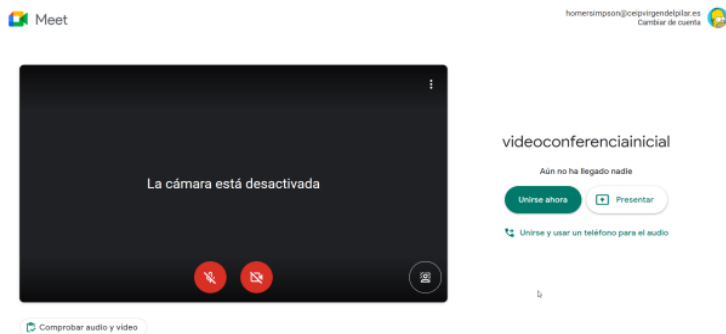 Meet
homersimpson@ceipvirgendelpilar.es
Cambiar de cuenta
La cámara está desactivada
videoconferenciainicial
Aún no ha llegado nadie
Unirse ahora
Presentar
Unirse y usar un teléfono para el audio
Comprobar audio y vídeo